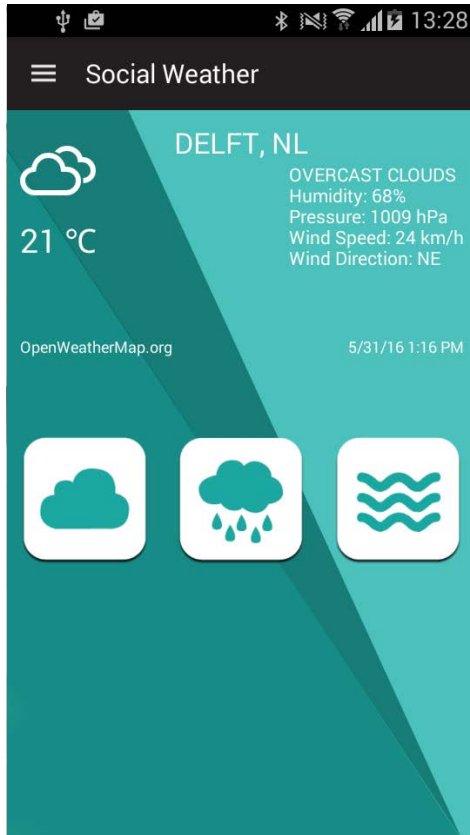 13:28
Social Weather
DELFT, NL
21 °C
OVERCAST CLOUDS
Humidity: 68%
Pressure: 1009 hPa
Wind Speed: 24 km/h
Wind Direction: NE
OpenWeatherMap.org
5/31/16 1:16 PM